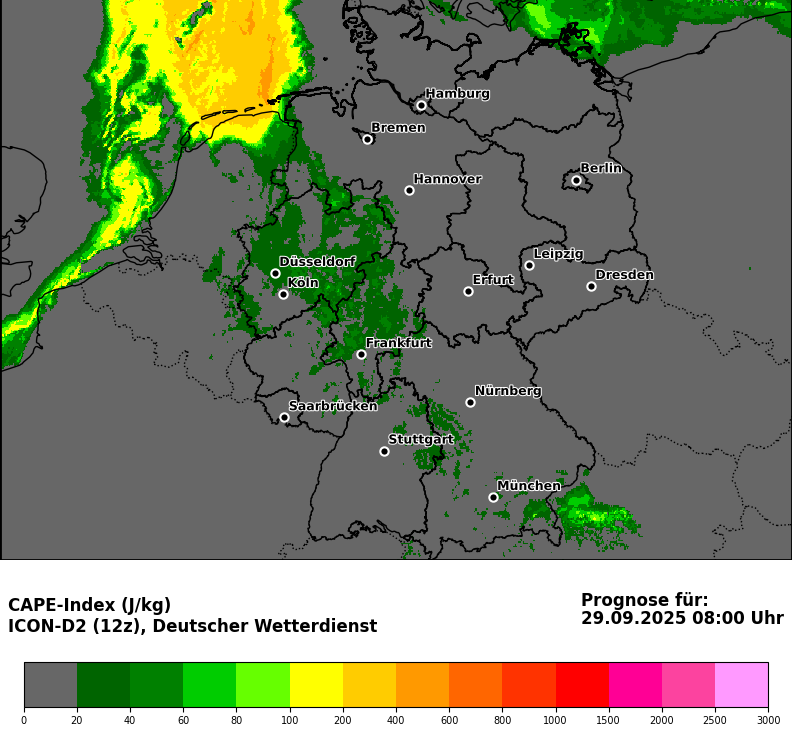 Hamburg
Bremen
Berlin
Hannover
Leipzig
Düsseldorf
Dresden
Köln
Erfurt
Frankfurt
Nürnberg
Saarbrücken
Stuttgart
München
CAPE-Index (J/kg)
ICON-D2 (12z), Deutscher Wetterdienst
Prognose für:
29.09.2025 08:00 Uhr
0 20 40 60 80 100 200 400 600 800 1000 1500 2000 2500 3000